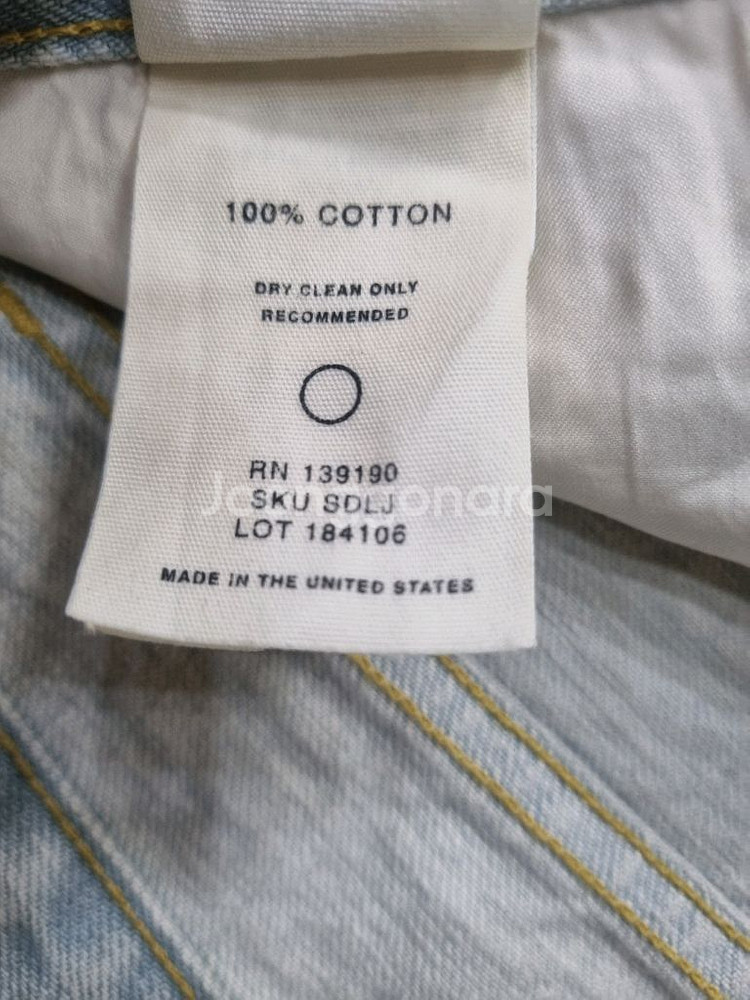 100% COTTON
DRY CLEAN ONLY
RECOMMENDED
RN 139190
SKU SDLJ
LOT 184106
MADE IN THE UNITED STATES